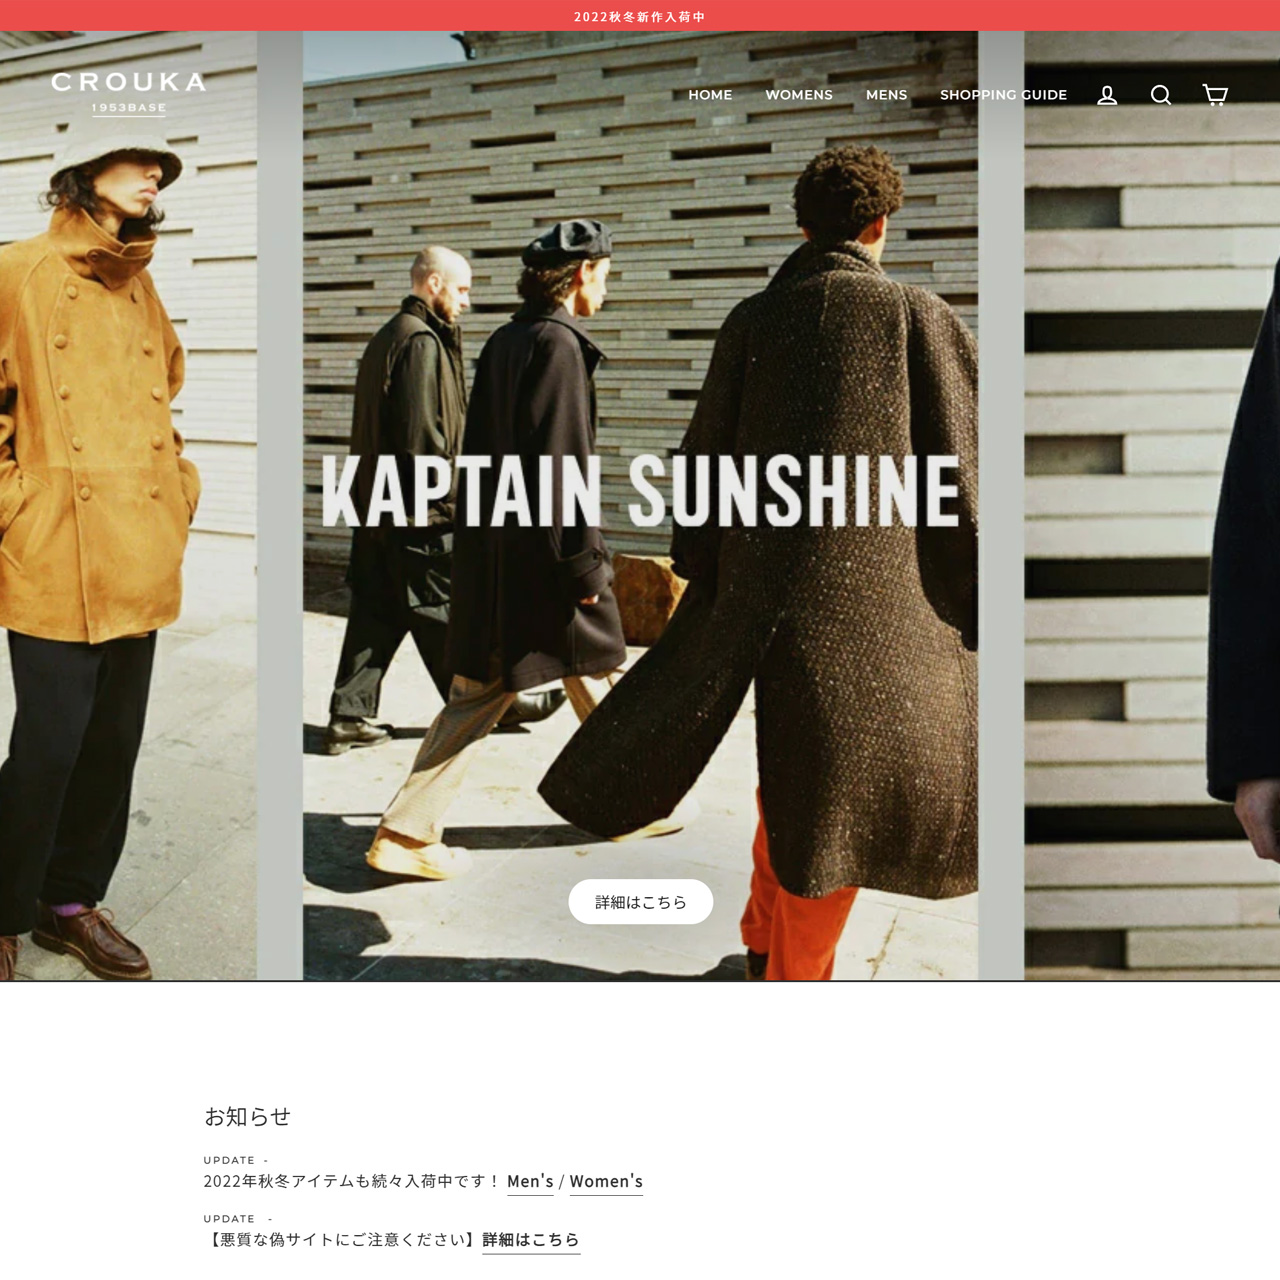 2022秋冬新作入荷中
CROUKA
1953BASE
HOME WOMENS MENS SHOPPING GUIDE
KAPTAIN SUNSHINE
詳細はこちら
お知らせ
UPDATE -
2022年秋冬アイテムも続々入荷中です！ Men's / Women's
UPDATE -
【悪質な偽サイトにご注意ください】詳細はこちら